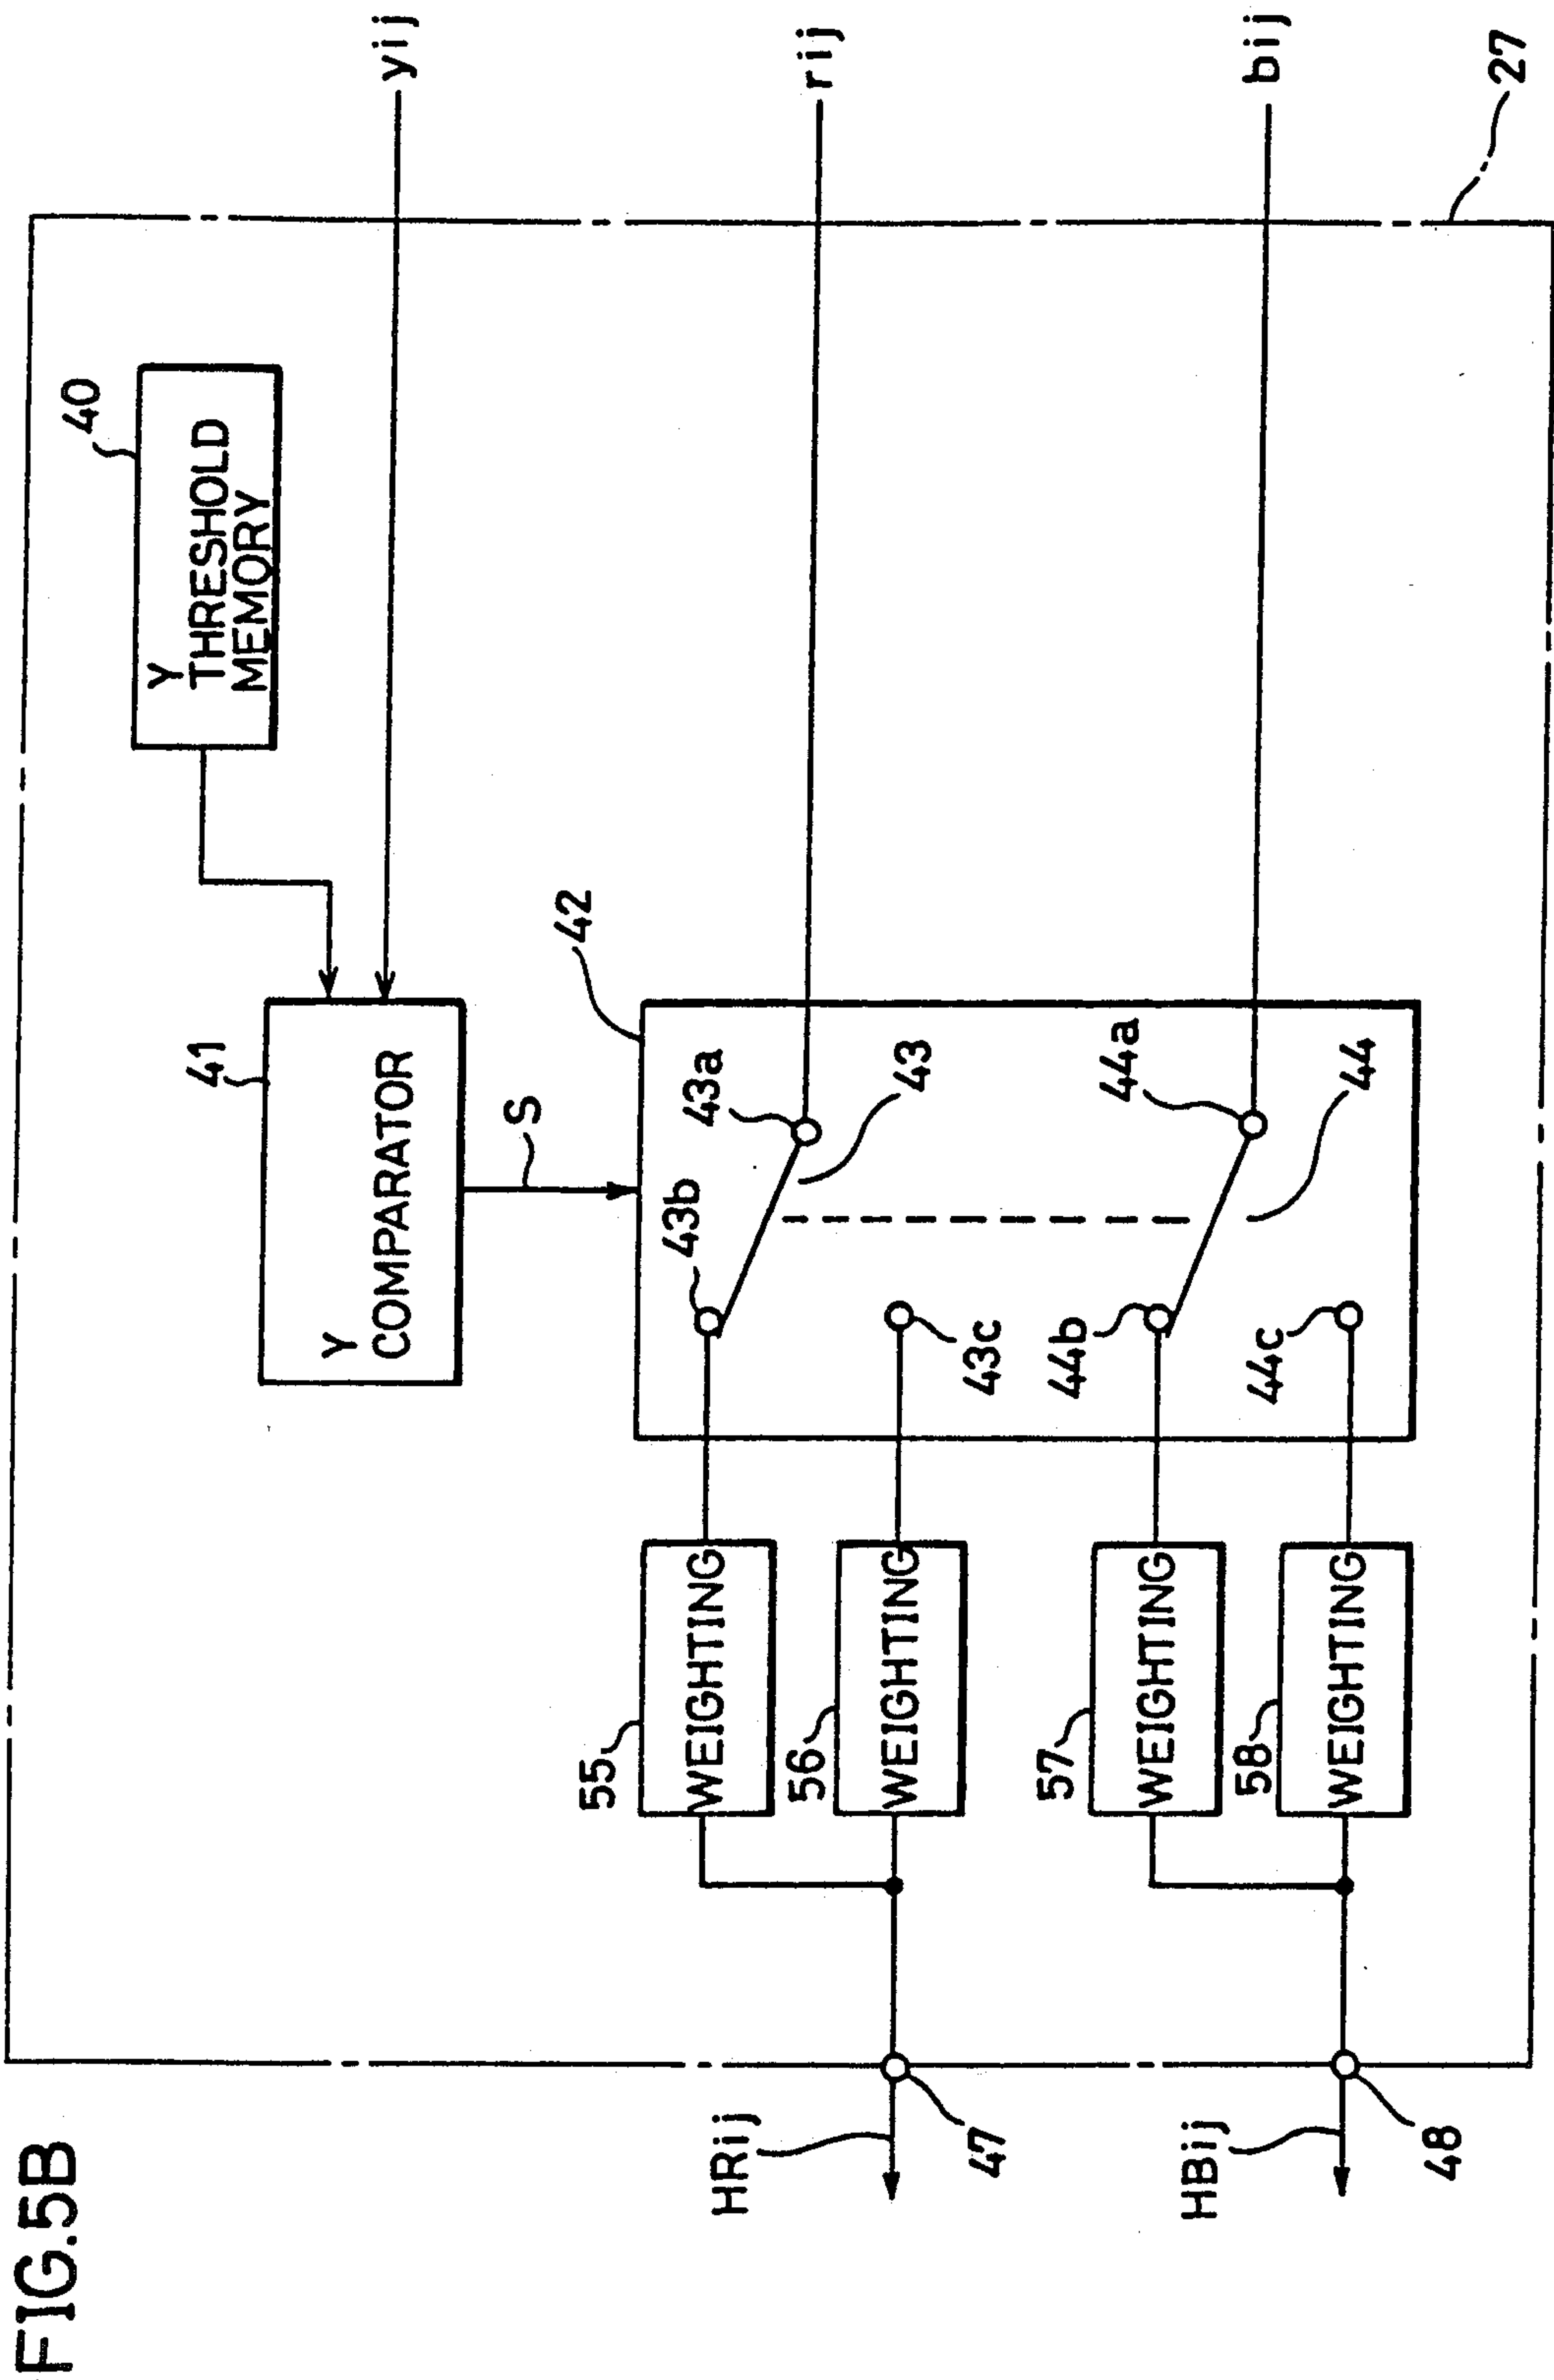 FIG.5B
40
Y
THRESHOLD
MEMORY
yij
41
Y
COMPARATOR
S
42
43a
43b
43
43c
rij
44a
44b
44
44c
bij
55
WEIGHTING
56
WEIGHTING
57
WEIGHTING
58
WEIGHTING
HRij
47
HBij
48
27